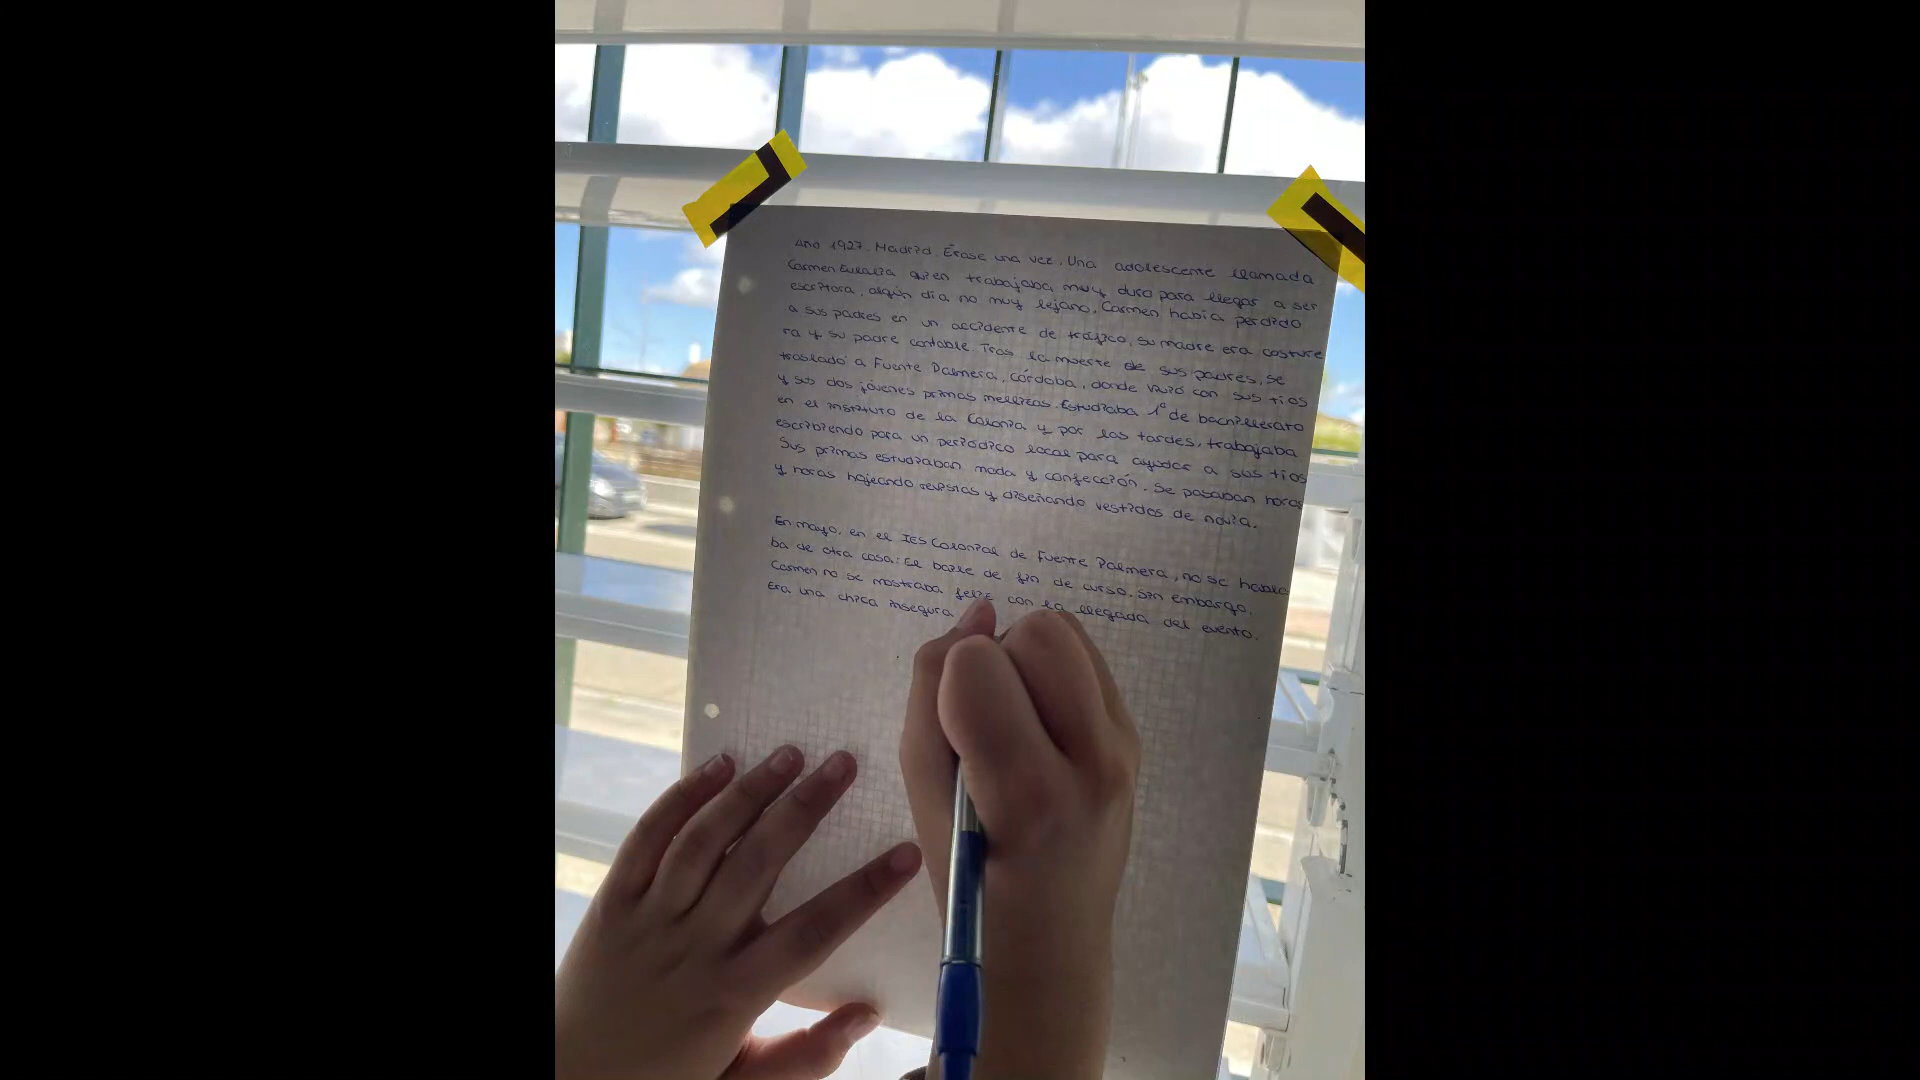 Año 1927. Madrid. Érase una vez, Una adolescente llamada
Carmen Eulalia quien trabajaba muy duro para llegar a ser
escritora, algún día no muy lejano, Carmen había perdido
a sus padres en un accidente de tráfico, su madre era costure
ra y su padre contable. Tras la muerte de sus padres, se
trasladó a Fuente Palmera, Córdoba, donde vivió con sus tíos
y sus dos jóvenes primas mellizas. Estudiaba 1º de bachillerato
en el instituto de la Colonia y por las tardes, trabajaba
escribiendo para un periódico local para ayudar a sus tíos
Sus primas estudiaban moda y confección. Se pasaban horas
y horas hojeando revistas y diseñando vestidos de novia.
En mayo, en el IES Colonial de Fuente Palmera, no se habla
ba de otra cosa: El baile de fin de curso. Sin embargo,
Carmen no se mostraba feliz con la llegada del evento.
Era una chica insegura